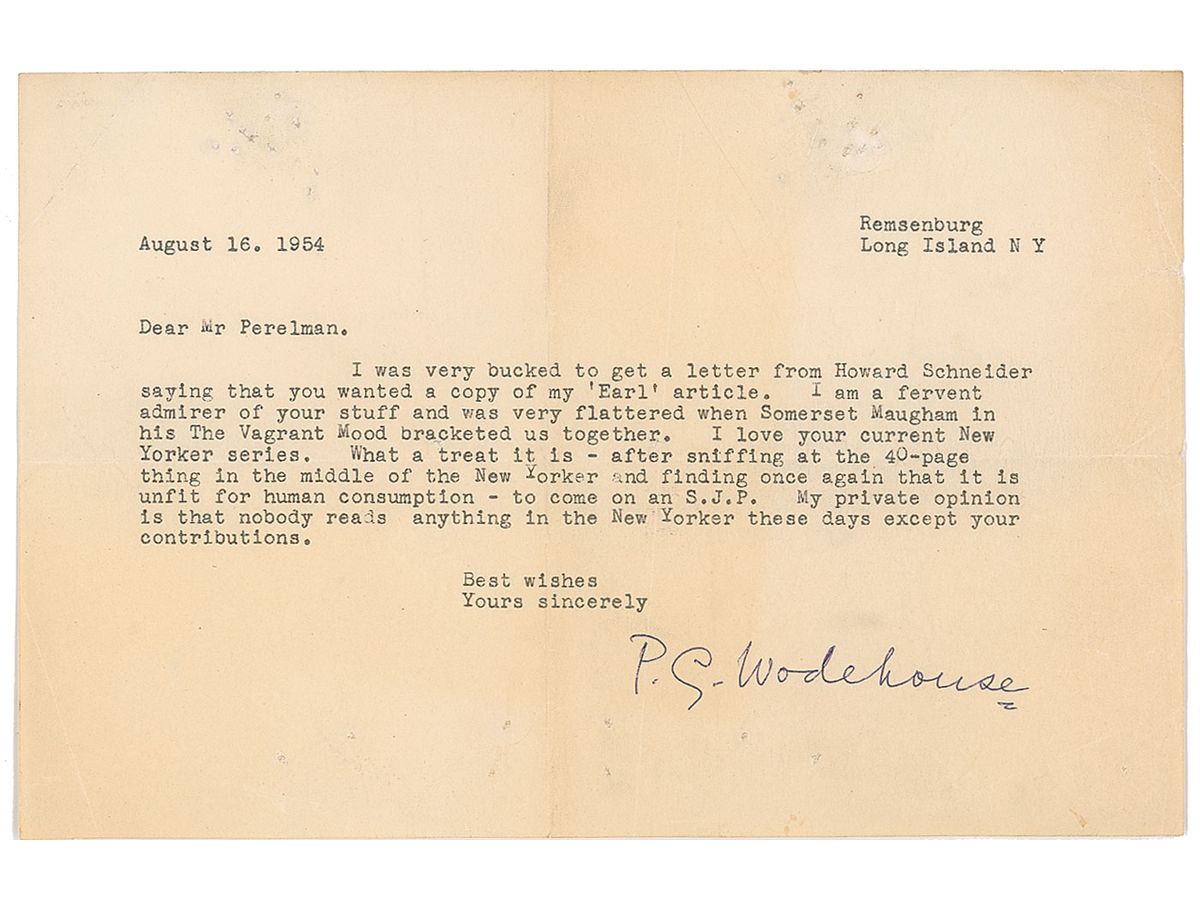 Remsenburg
August 16. 1954 Long Island N Y
Dear Mr Perelman.
I was very bucked to get a letter from Howard Schneider
saying that you wanted a copy of my 'Earl' article. I am a fervent
admirer of your stuff and was very flattered when Somerset Maugham in
his The Vagrant Mood bracketed us together. I love your current New
Yorker series. What a treat it is - after sniffing at the 40-page
thing in the middle of the New Yorker and finding once again that it is
unfit for human consumption - to come on an S.J.P. My private opinion
is that nobody reads anything in the New Yorker these days except your
contributions.
Best wishes
Yours sincerely
P. G. Wodehouse